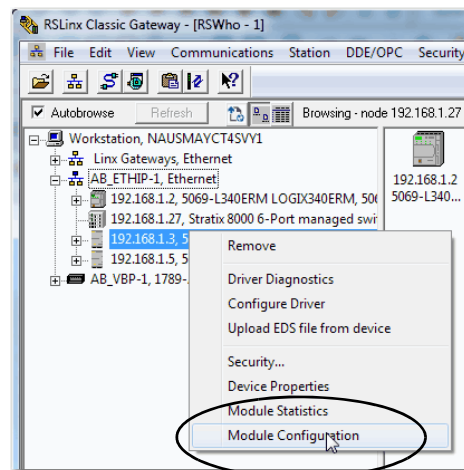 RSLinx Classic Gateway - [RSWho - 1]
File Edit View Communications Station DDE/OPC Security
Autobrowse Refresh Browsing - node 192.168.1.27
Workstation, NAUSMAYCT4SVY1
Linx Gateways, Ethernet
AB_ETHIP-1, Ethernet
192.168.1.2, 5069-L340ERM LOGIX340ERM, 506
192.168.1.27, Stratix 8000 6-Port managed swi
192.168.1.3, 5
192.168.1.5, 5
AB_VBP-1, 1789-
192.168.1.2
5069-L340...
Remove
Driver Diagnostics
Configure Driver
Upload EDS file from device
Security...
Device Properties
Module Statistics
Module Configuration